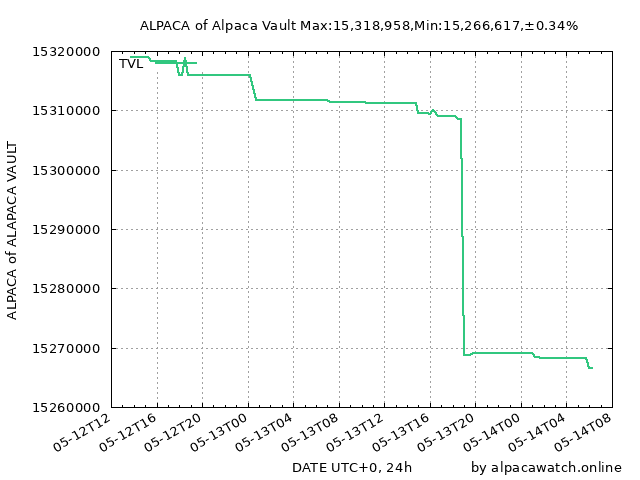 ALPACA of Alpaca Vault Max:15,318,958,Min:15,266,617,±0.34%
TVL
ALPACA of ALAPACA VAULT
15320000
15310000
15300000
15290000
15280000
15270000
15260000
05-12T12
05-12T16
05-12T20
05-13T00
05-13T04
05-13T08
05-13T12
05-13T16
05-13T20
05-14T00
05-14T04
05-14T08
DATE UTC+0, 24h
by alpacawatch.online